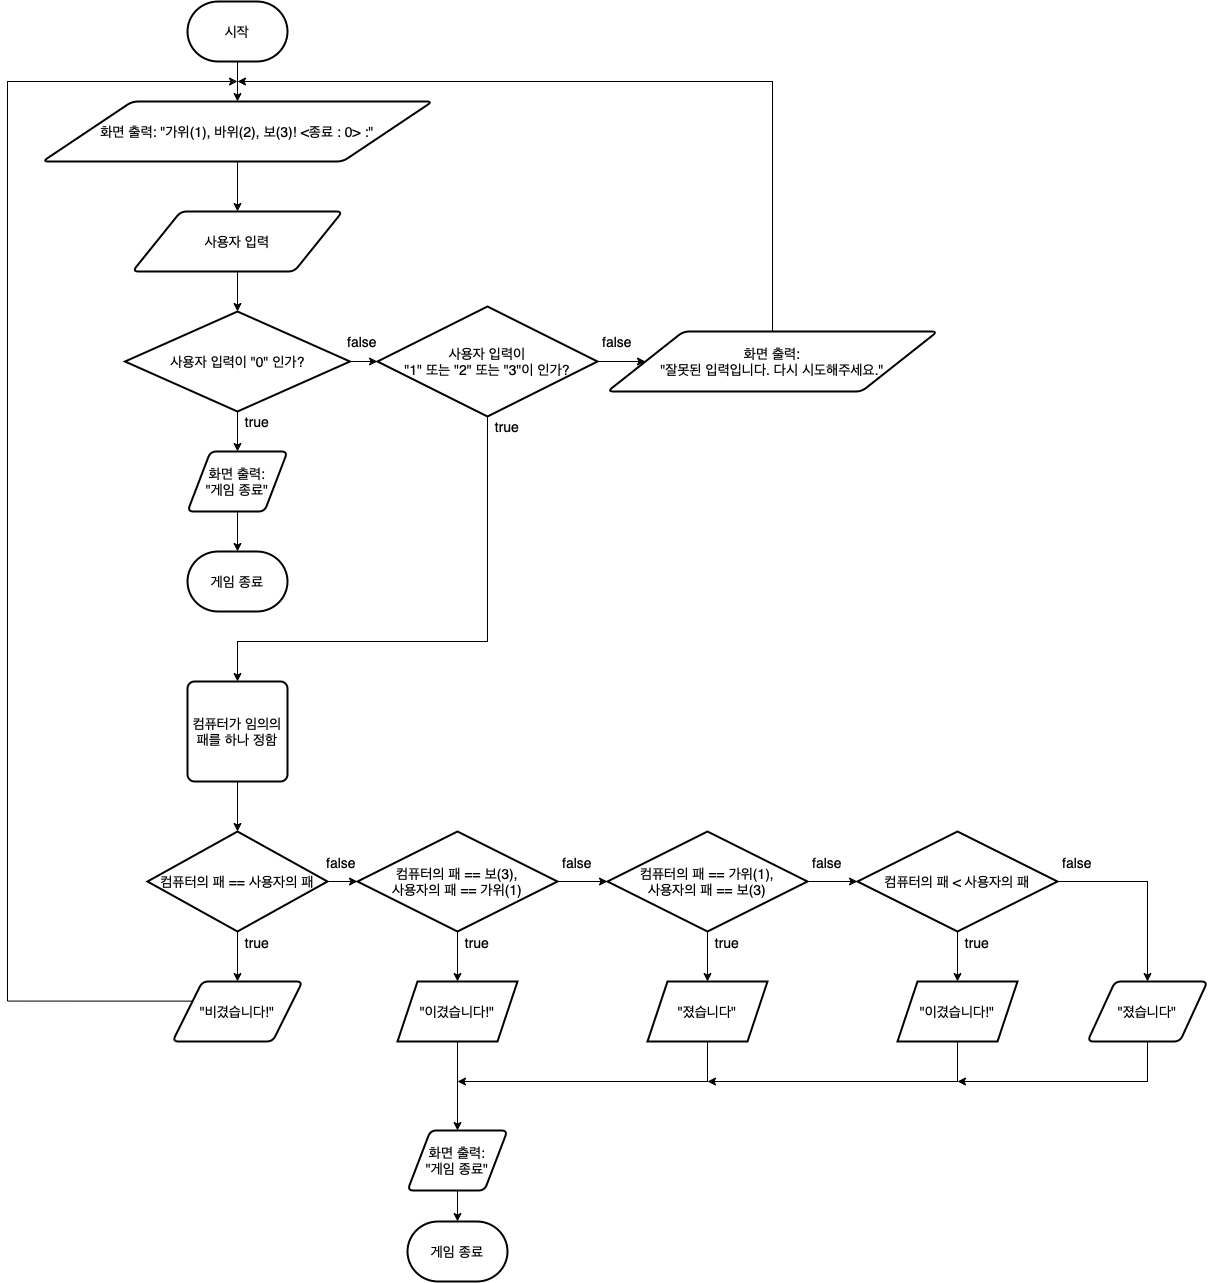 시작
화면 출력: "가위(1), 바위(2), 보(3)! <종료 : 0> :"
사용자 입력
사용자 입력이 "0" 인가?
false
사용자 입력이
"1" 또는 "2" 또는 "3"이 인가?
false
화면 출력:
"잘못된 입력입니다. 다시 시도해주세요."
true
true
화면 출력:
"게임 종료"
게임 종료
컴퓨터가 임의의
패를 하나 정함
컴퓨터의 패 == 사용자의 패
false
컴퓨터의 패 == 보(3),
사용자의 패 == 가위(1)
false
컴퓨터의 패 == 가위(1),
사용자의 패 == 보(3)
false
컴퓨터의 패 < 사용자의 패
false
true
true
true
true
"비겼습니다!"
"이겼습니다!"
"졌습니다"
"이겼습니다!"
"졌습니다"
화면 출력:
"게임 종료"
게임 종료